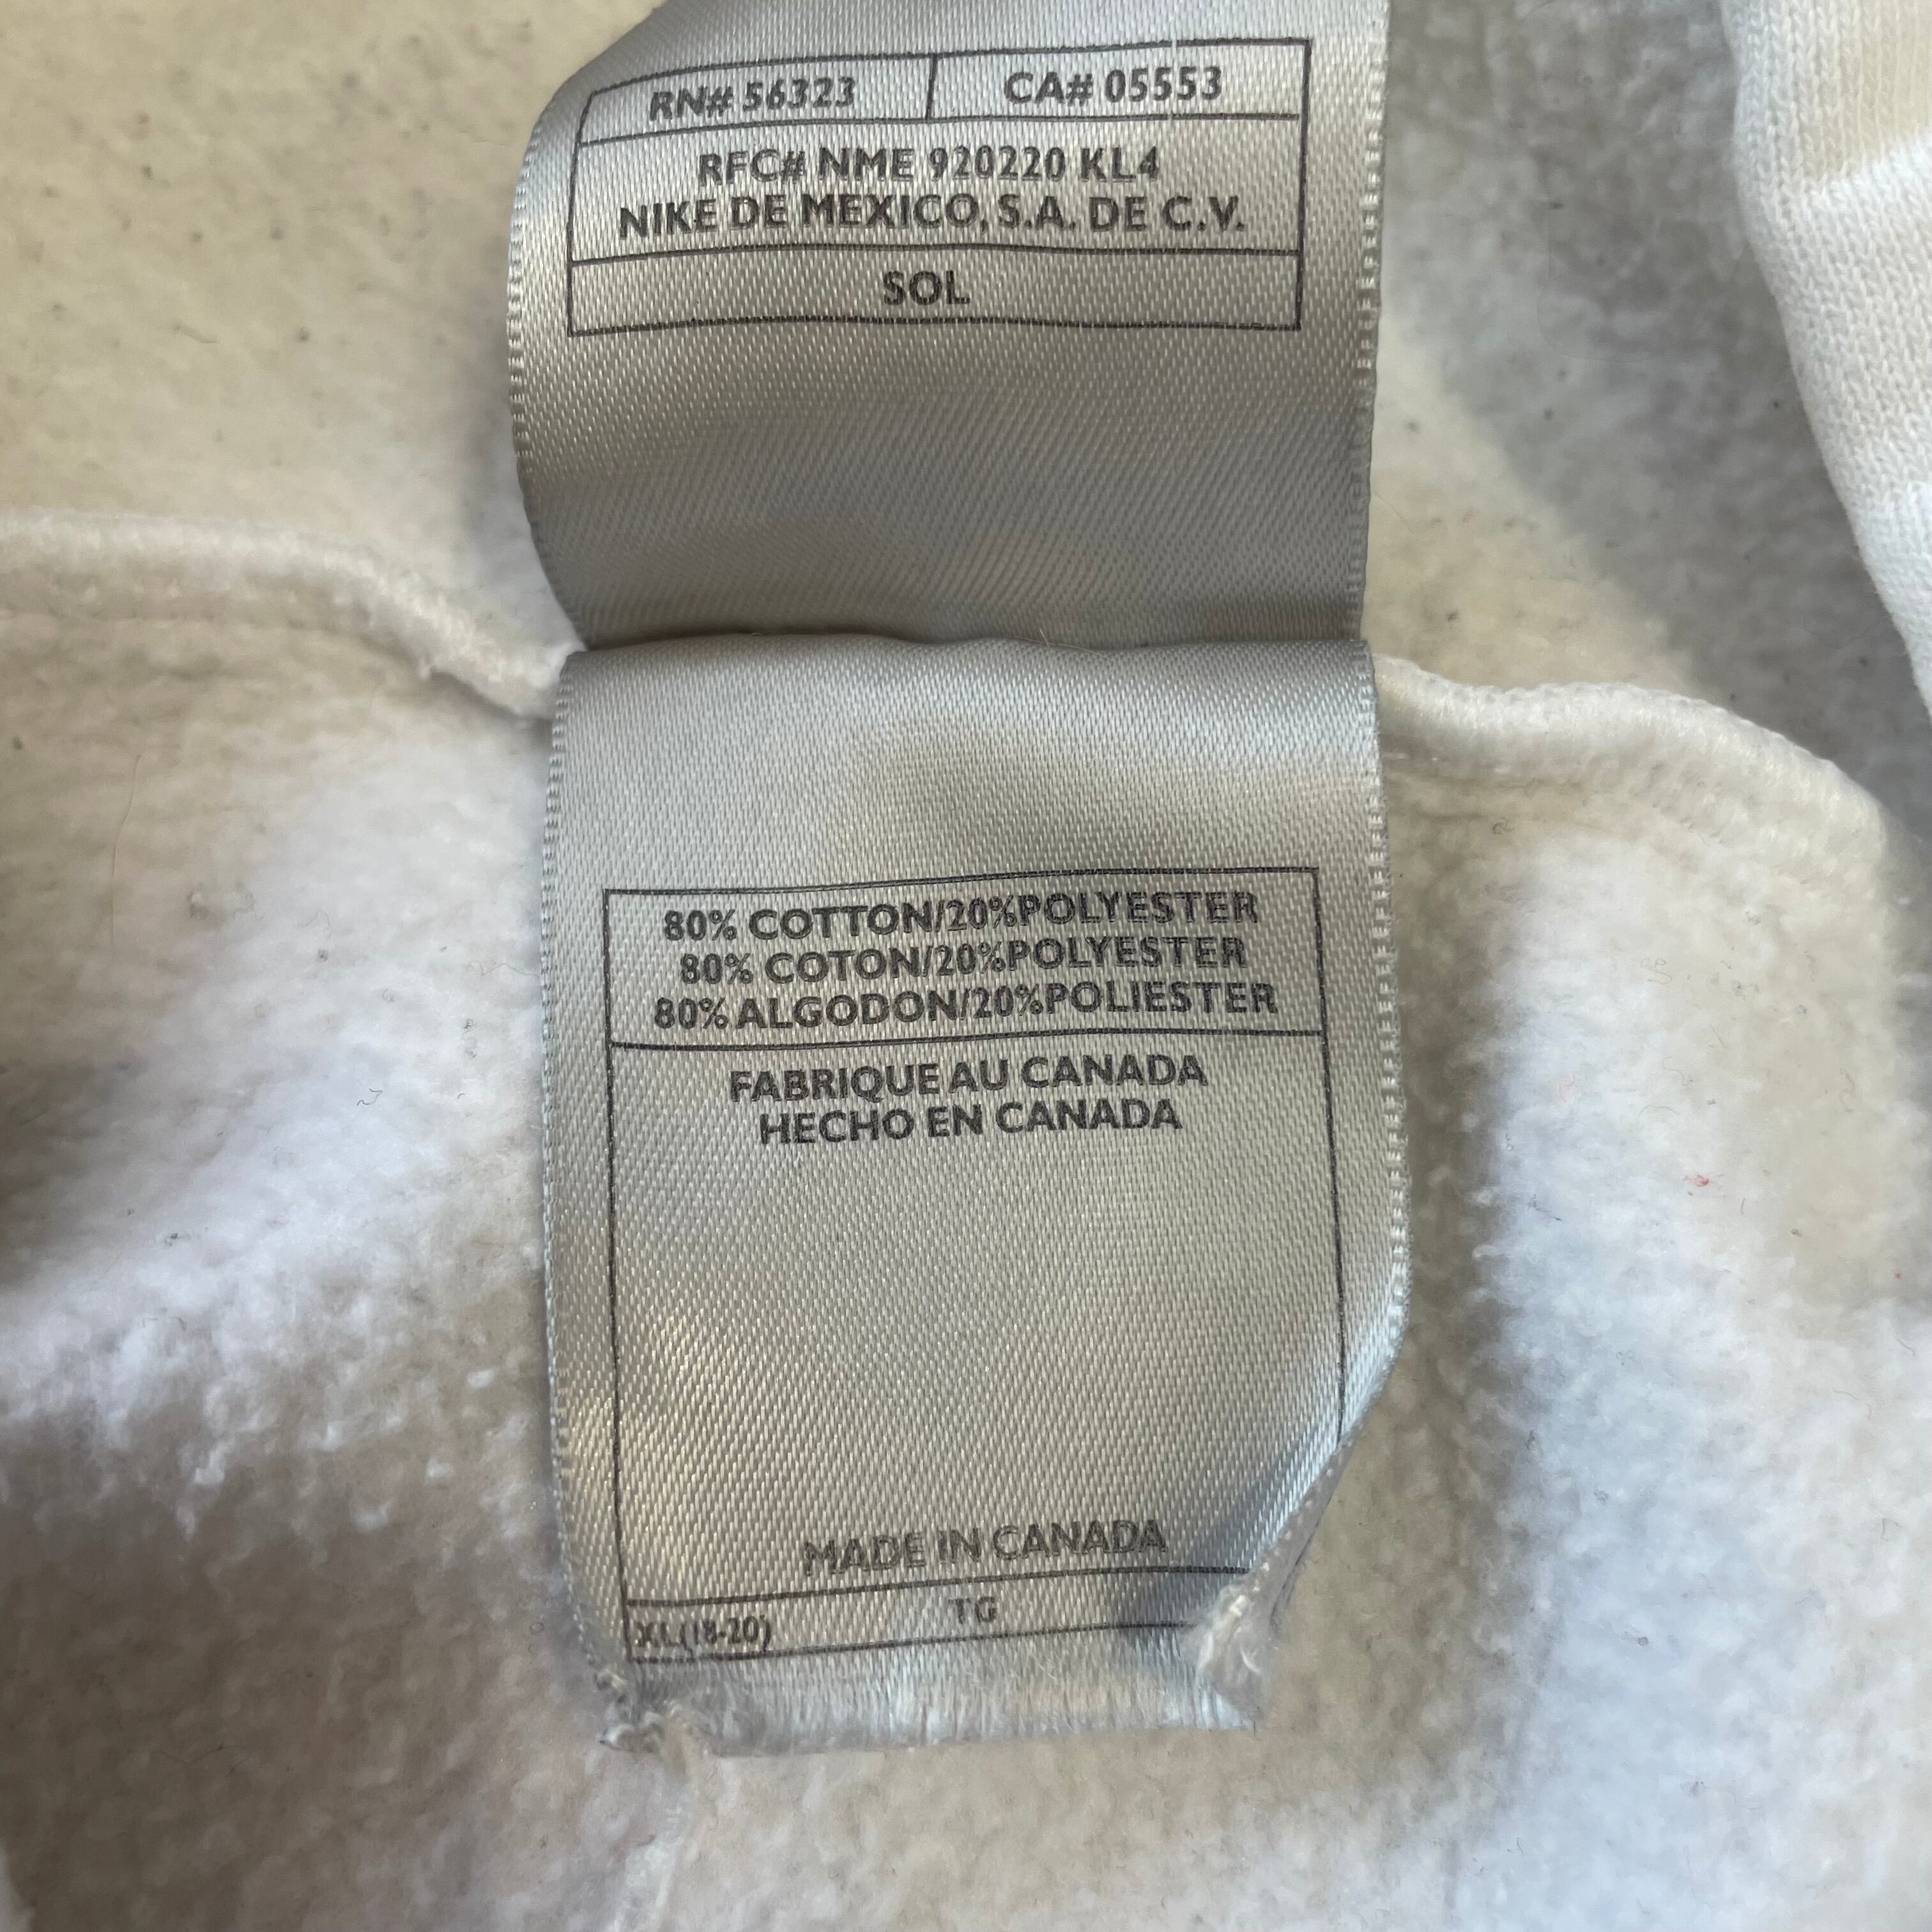 RN# 56323 CA# 05553
RFC# NME 920220 KL4
NIKE DE MEXICO, S.A. DE C.V.
SOL
80% COTTON/20%POLYESTER
80% COTON/20%POLYESTER
80% ALGODON/20%POLIESTER
FABRIQUE AU CANADA
HECHO EN CANADA
MADE IN CANADA
XL(18-20) TG